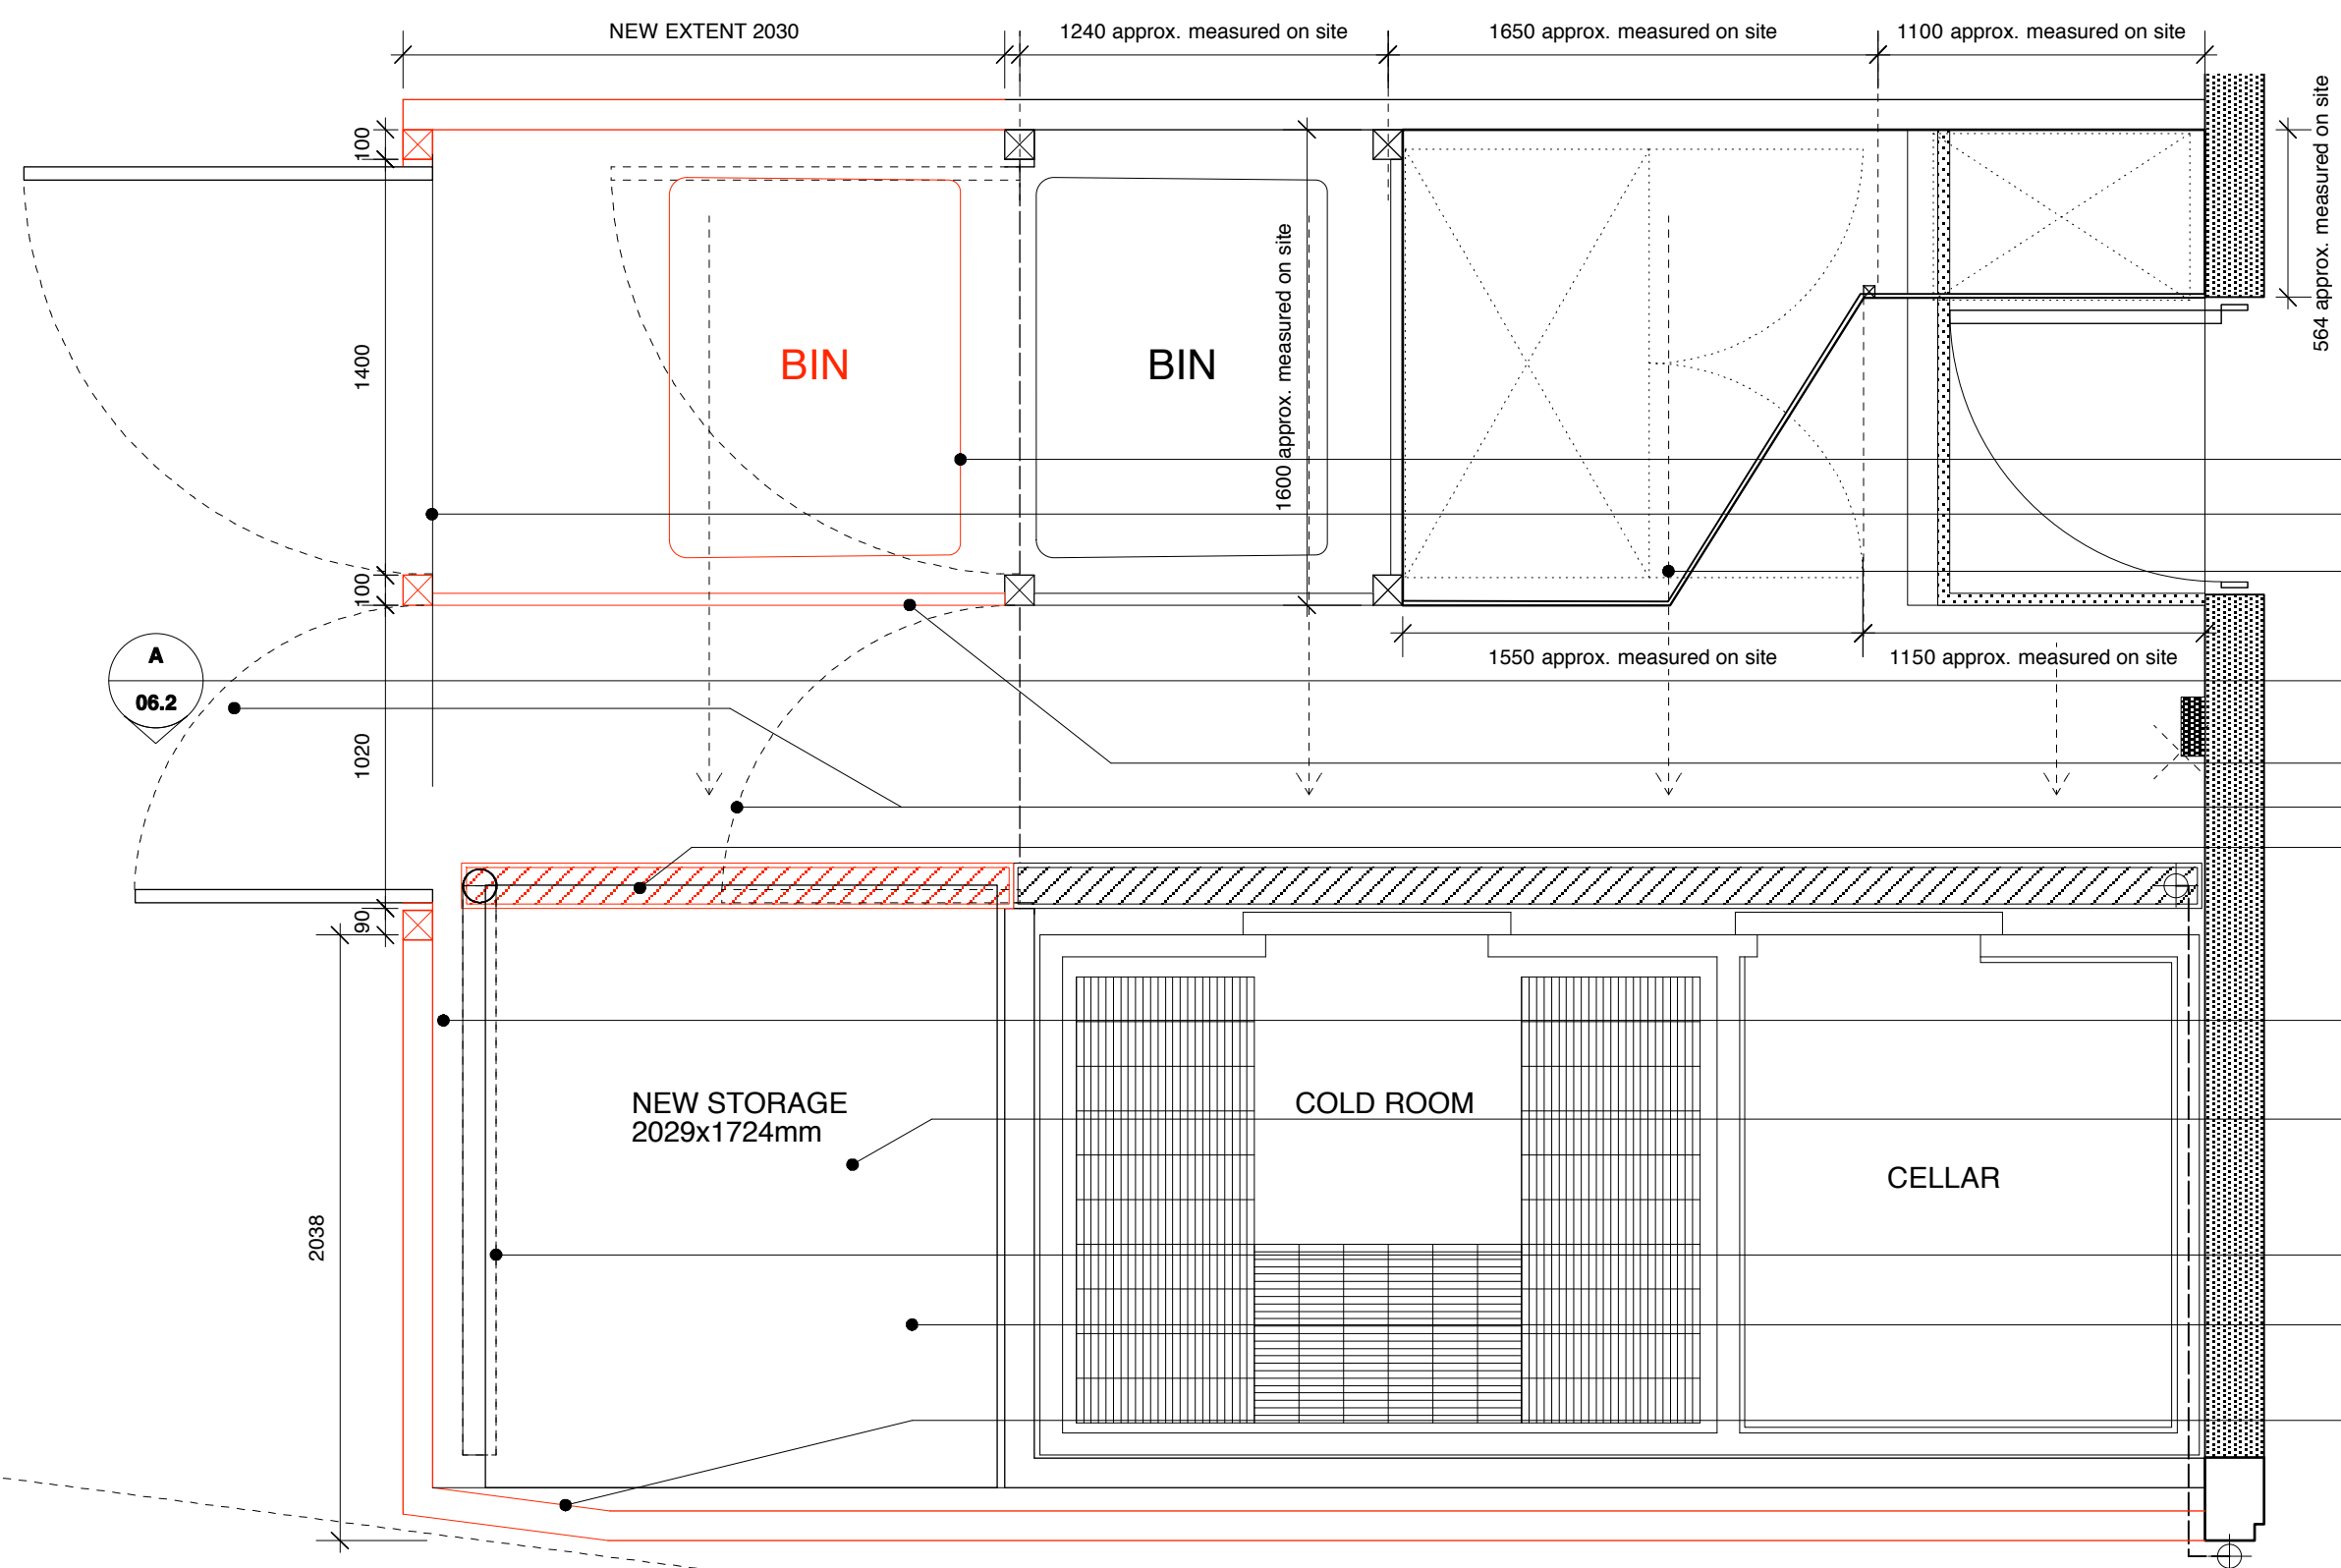 NEW EXTENT 2030
1240 approx. measured on site
1650 approx. measured on site
1100 approx. measured on site
564 approx. measured on site
100
1400
100
1020
90
2038
BIN
BIN
1600 approx. measured on site
1550 approx. measured on site
1150 approx. measured on site
A
06.2
NEW STORAGE
2029x1724mm
COLD ROOM
CELLAR